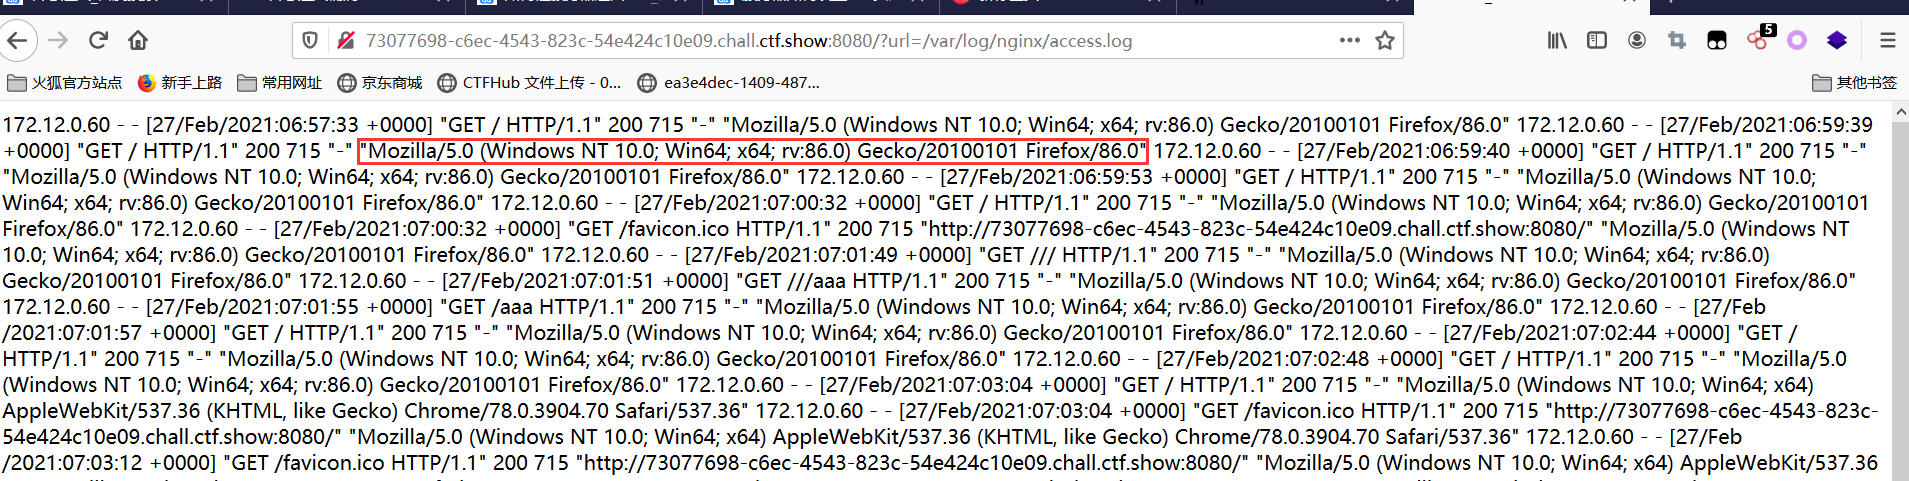 73077698-c6ec-4543-823c-54e424c10e09.chall.ctf.show:8080/?url=/var/log/nginx/access.log
5
火狐官方站点 新手上路 常用网址 京东商城 CTFHub 文件上传 - 0... ea3e4dec-1409-487... 其他书签
172.12.0.60 - - [27/Feb/2021:06:57:33 +0000] "GET / HTTP/1.1" 200 715 "-" "Mozilla/5.0 (Windows NT 10.0; Win64; x64; rv:86.0) Gecko/20100101 Firefox/86.0" 172.12.0.60 - - [27/Feb/2021:06:59:39
+0000] "GET / HTTP/1.1" 200 715 "-" "Mozilla/5.0 (Windows NT 10.0; Win64; x64; rv:86.0) Gecko/20100101 Firefox/86.0" 172.12.0.60 - - [27/Feb/2021:06:59:40 +0000] "GET / HTTP/1.1" 200 715 "-"
"Mozilla/5.0 (Windows NT 10.0; Win64; x64; rv:86.0) Gecko/20100101 Firefox/86.0" 172.12.0.60 - - [27/Feb/2021:06:59:53 +0000] "GET / HTTP/1.1" 200 715 "-" "Mozilla/5.0 (Windows NT 10.0;
Win64; x64; rv:86.0) Gecko/20100101 Firefox/86.0" 172.12.0.60 - - [27/Feb/2021:07:00:32 +0000] "GET / HTTP/1.1" 200 715 "-" "Mozilla/5.0 (Windows NT 10.0; Win64; x64; rv:86.0) Gecko/20100101
Firefox/86.0" 172.12.0.60 - - [27/Feb/2021:07:00:32 +0000] "GET /favicon.ico HTTP/1.1" 200 715 "http://73077698-c6ec-4543-823c-54e424c10e09.chall.ctf.show:8080/" "Mozilla/5.0 (Windows NT
10.0; Win64; x64; rv:86.0) Gecko/20100101 Firefox/86.0" 172.12.0.60 - - [27/Feb/2021:07:01:49 +0000] "GET /// HTTP/1.1" 200 715 "-" "Mozilla/5.0 (Windows NT 10.0; Win64; x64; rv:86.0)
Gecko/20100101 Firefox/86.0" 172.12.0.60 - - [27/Feb/2021:07:01:51 +0000] "GET ///aaa HTTP/1.1" 200 715 "-" "Mozilla/5.0 (Windows NT 10.0; Win64; x64; rv:86.0) Gecko/20100101 Firefox/86.0"
172.12.0.60 - - [27/Feb/2021:07:01:55 +0000] "GET /aaa HTTP/1.1" 200 715 "-" "Mozilla/5.0 (Windows NT 10.0; Win64; x64; rv:86.0) Gecko/20100101 Firefox/86.0" 172.12.0.60 - - [27/Feb
/2021:07:01:57 +0000] "GET / HTTP/1.1" 200 715 "-" "Mozilla/5.0 (Windows NT 10.0; Win64; x64; rv:86.0) Gecko/20100101 Firefox/86.0" 172.12.0.60 - - [27/Feb/2021:07:02:44 +0000] "GET /
HTTP/1.1" 200 715 "-" "Mozilla/5.0 (Windows NT 10.0; Win64; x64; rv:86.0) Gecko/20100101 Firefox/86.0" 172.12.0.60 - - [27/Feb/2021:07:02:48 +0000] "GET / HTTP/1.1" 200 715 "-" "Mozilla/5.0
(Windows NT 10.0; Win64; x64; rv:86.0) Gecko/20100101 Firefox/86.0" 172.12.0.60 - - [27/Feb/2021:07:03:04 +0000] "GET / HTTP/1.1" 200 715 "-" "Mozilla/5.0 (Windows NT 10.0; Win64; x64)
AppleWebKit/537.36 (KHTML, like Gecko) Chrome/78.0.3904.70 Safari/537.36" 172.12.0.60 - - [27/Feb/2021:07:03:04 +0000] "GET /favicon.ico HTTP/1.1" 200 715 "http://73077698-c6ec-4543-823c-
54e424c10e09.chall.ctf.show:8080/" "Mozilla/5.0 (Windows NT 10.0; Win64; x64) AppleWebKit/537.36 (KHTML, like Gecko) Chrome/78.0.3904.70 Safari/537.36" 172.12.0.60 - - [27/Feb
/2021:07:03:12 +0000] "GET /favicon.ico HTTP/1.1" 200 715 "http://73077698-c6ec-4543-823c-54e424c10e09.chall.ctf.show:8080/" "Mozilla/5.0 (Windows NT 10.0; Win64; x64) AppleWebKit/537.36